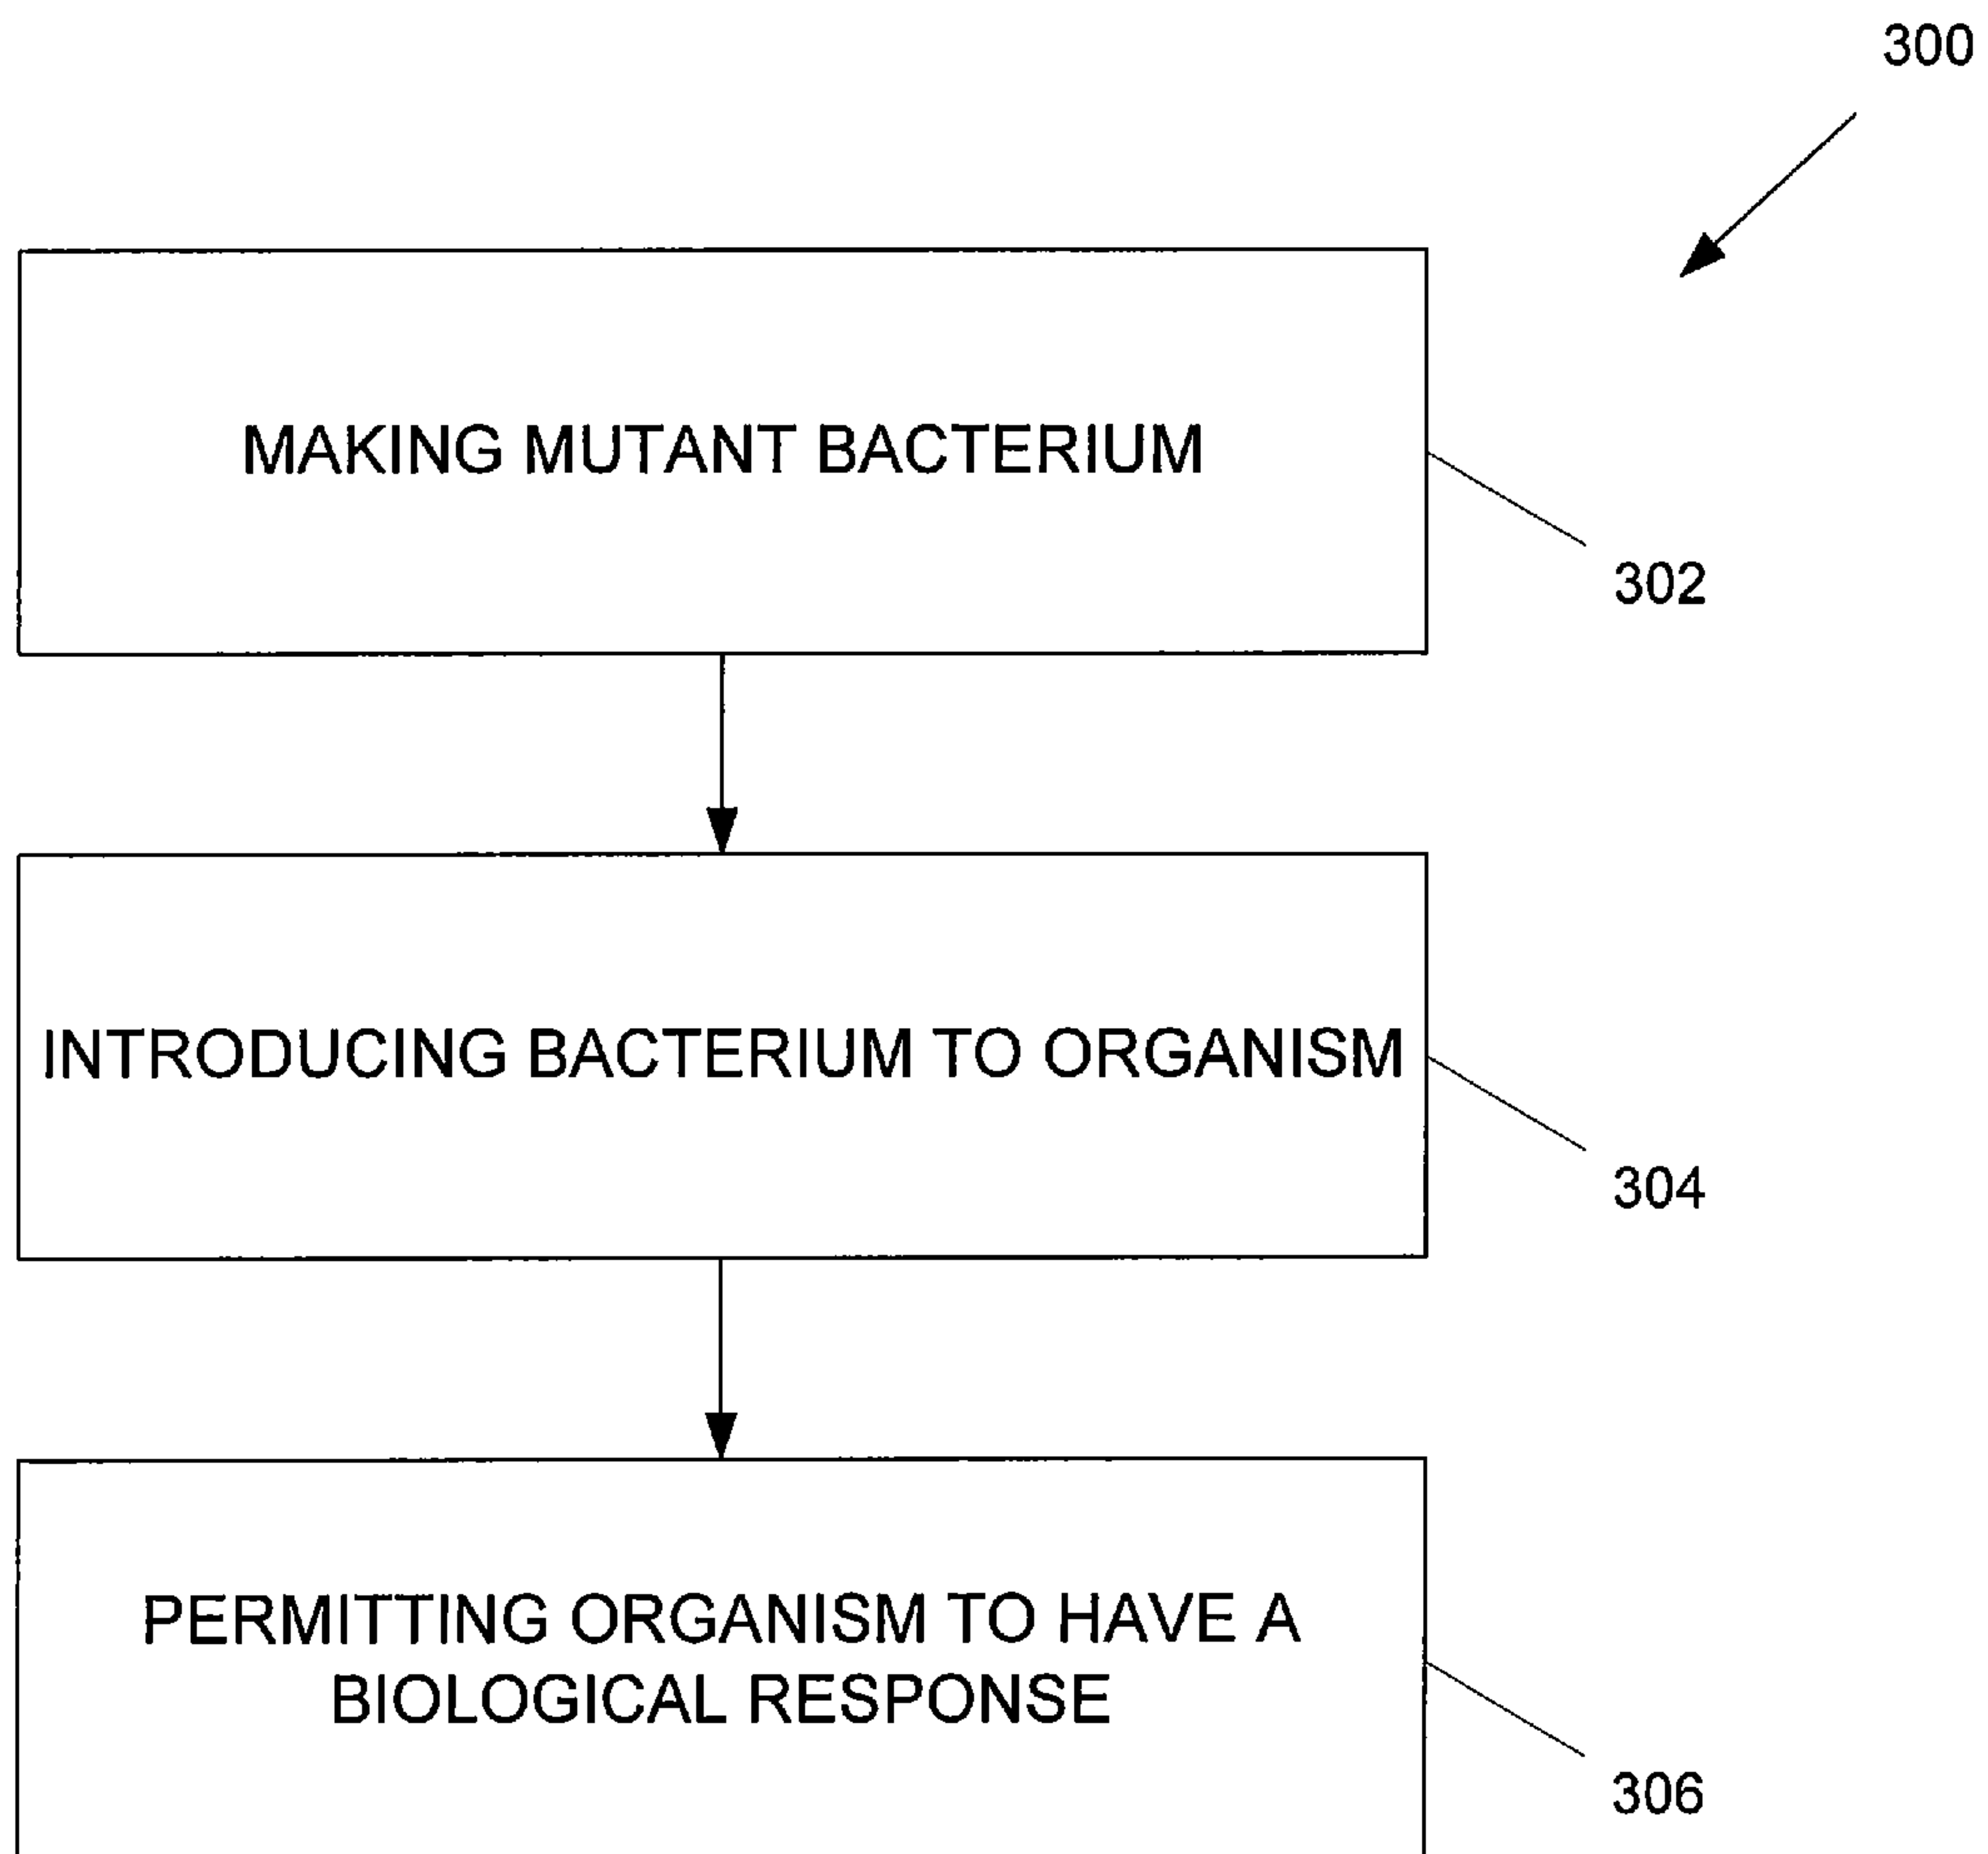 300
MAKING MUTANT BACTERIUM
302
INTRODUCING BACTERIUM TO ORGANISM
304
PERMITTING ORGANISM TO HAVE A
BIOLOGICAL RESPONSE
306